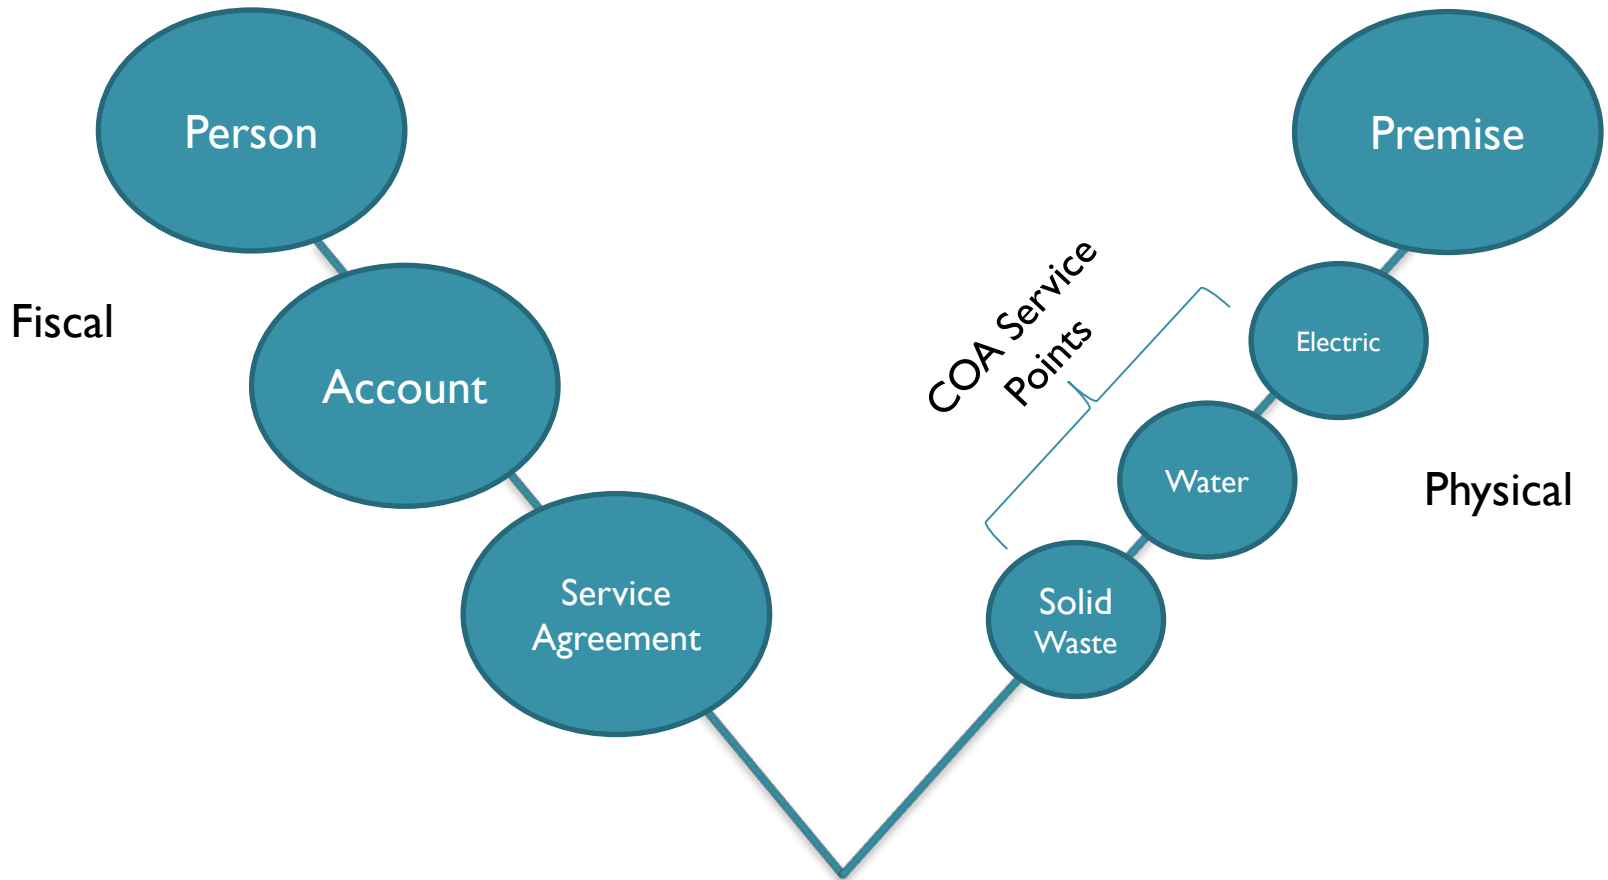 Person
Premise
Fiscal
Account
COA Service
Points
Electric
Water
Physical
Service
Agreement
Solid
Waste